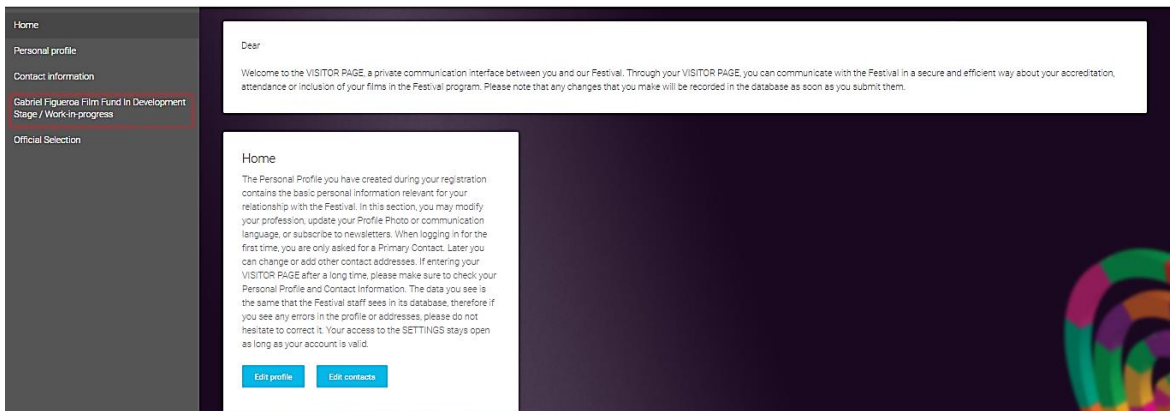 Home
Personal profile
Contact information
Gabriel Figueroa Film Fund In Development
Stage / Work-in-progress
Official Selection
Dear
Welcome to the VISITOR PAGE, a private communication interface between you and our Festival. Through your VISITOR PAGE, you can communicate with the Festival in a secure and efficient way about your accreditation,
attendance or inclusion of your films in the Festival program. Please note that any changes that you make will be recorded in the database as soon as you submit them.
Home
The Personal Profile you have created during your registration
contains the basic personal information relevant for your
relationship with the Festival. In this section, you may modify
your profession, update your Profile Photo or communication
language, or subscribe to newsletters. When logging in for the
first time, you are only asked for a Primary Contact. Later you
can change or add other contact addresses. If entering your
VISITOR PAGE after a long time, please make sure to check your
Personal Profile and Contact Information. The data you see is
the same that the Festival staff sees in its database, therefore if
you see any errors in the profile or addresses, please do not
hesitate to correct it. Your access to the SETTINGS stays open
as long as your account is valid.
Edit profile
Edit contacts